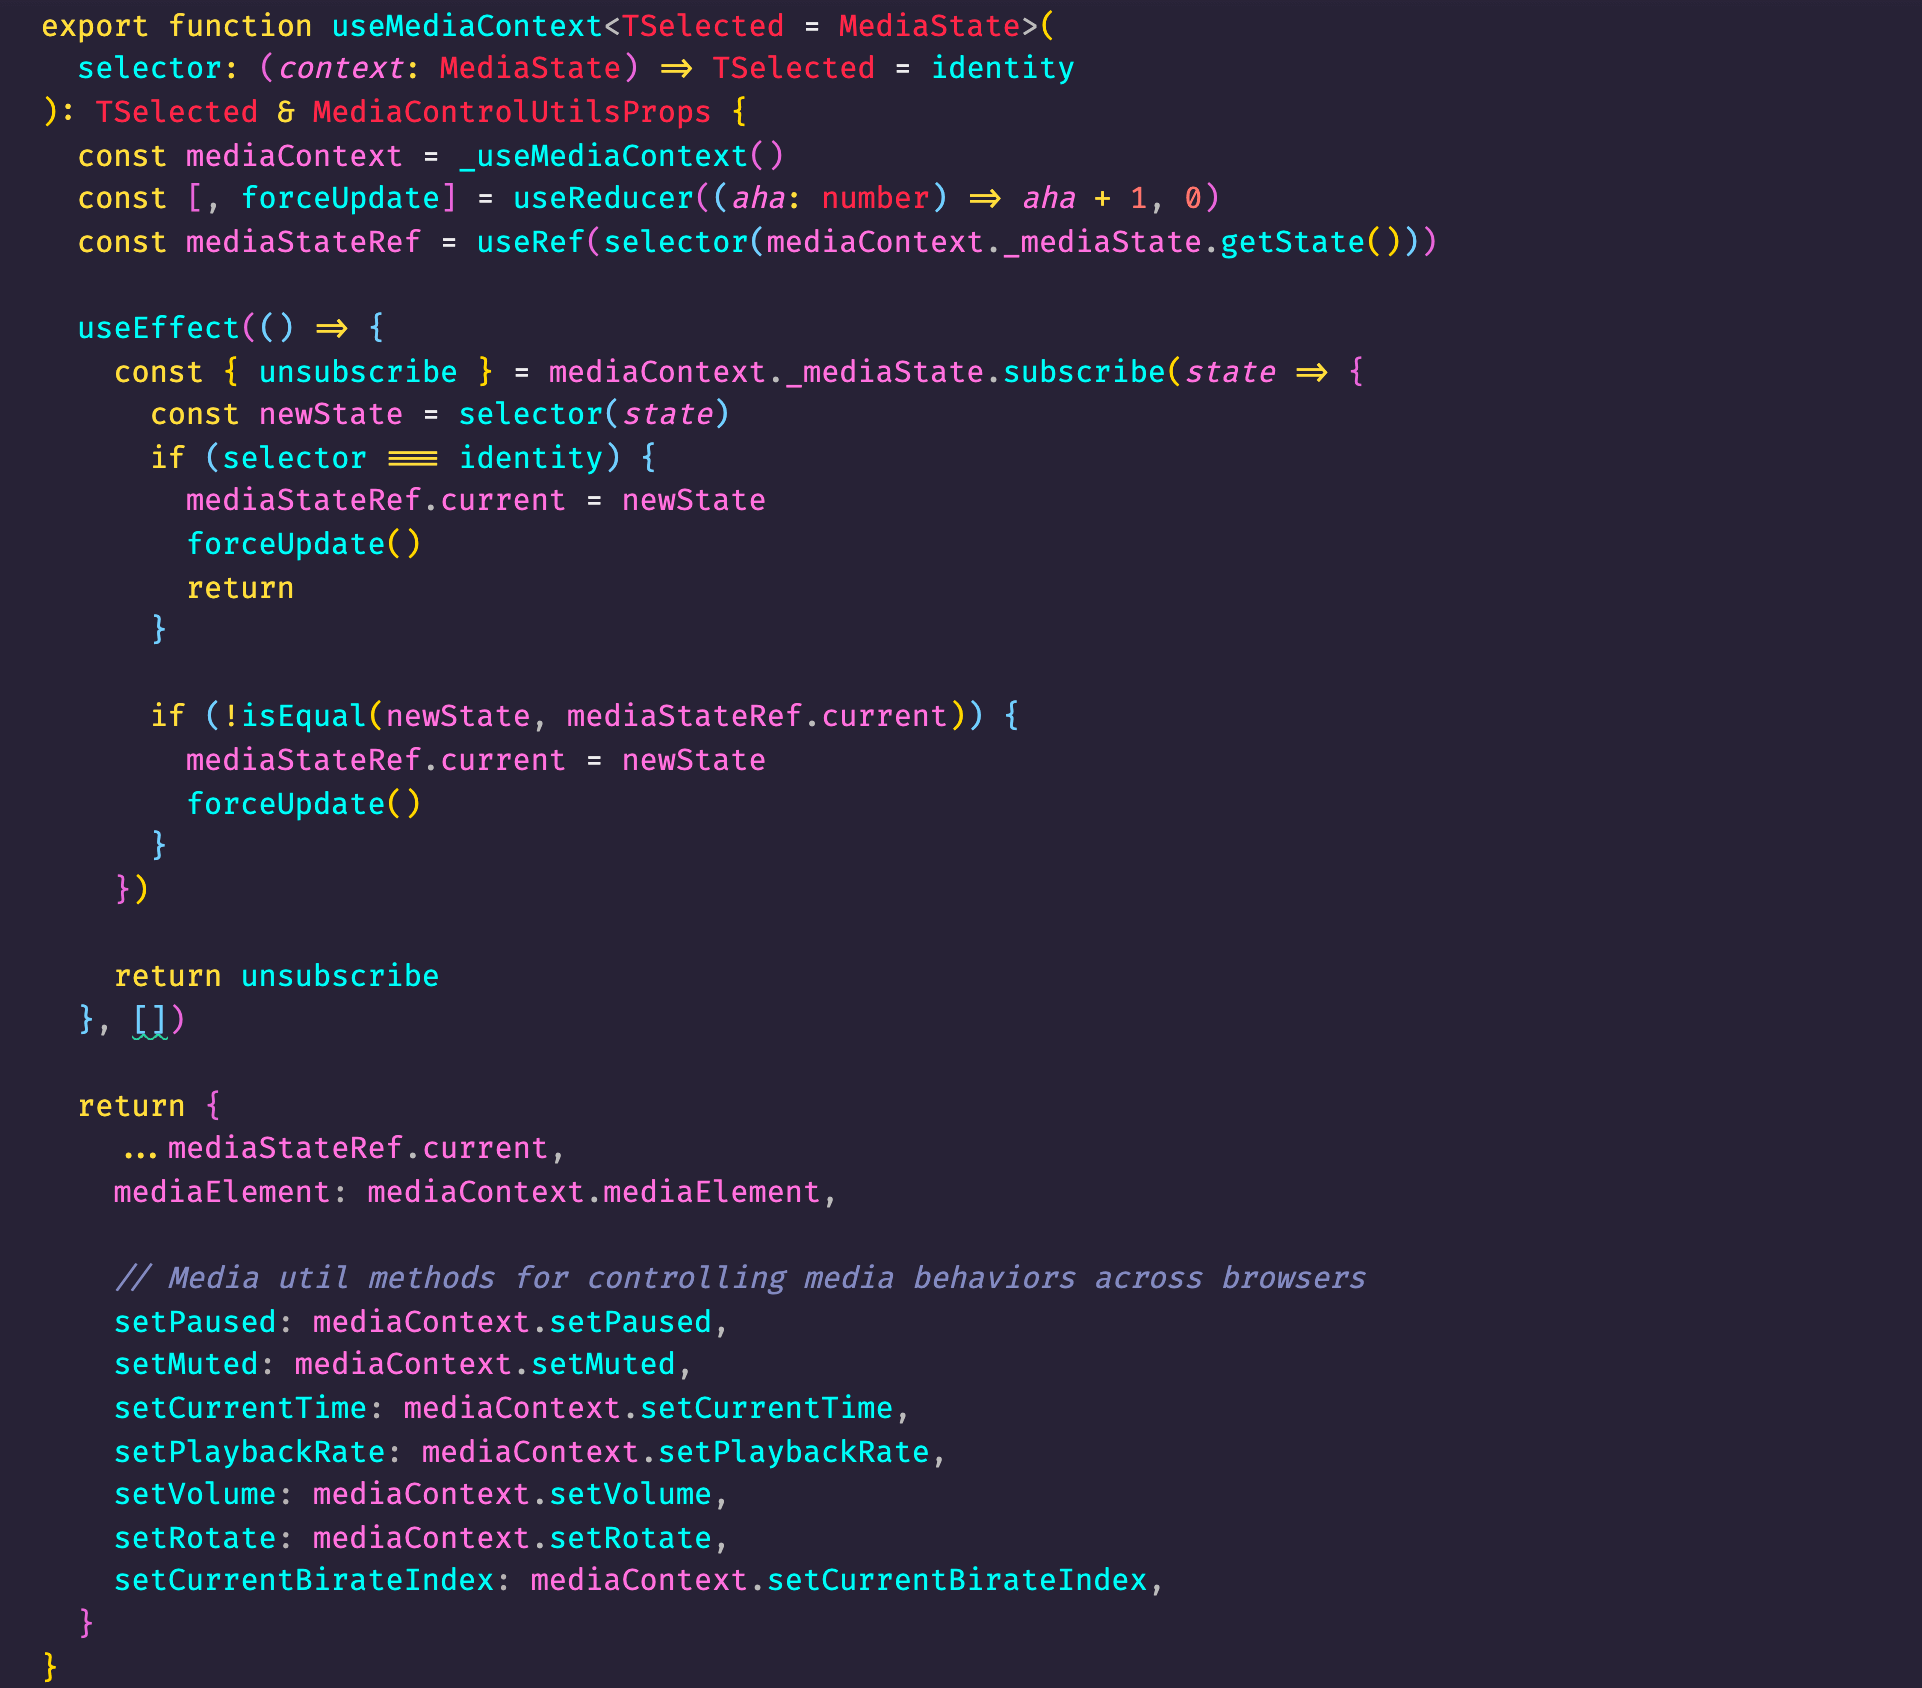 export function useMediaContext<TSelected = MediaState>(
  selector: (context: MediaState) => TSelected = identity
): TSelected & MediaControlUtilsProps {
  const mediaContext = _useMediaContext()
  const [, forceUpdate] = useReducer((aha: number) => aha + 1, 0)
  const mediaStateRef = useRef(selector(mediaContext._mediaState.getState()))

  useEffect(() => {
    const { unsubscribe } = mediaContext._mediaState.subscribe(state => {
      const newState = selector(state)
      if (selector === identity) {
        mediaStateRef.current = newState
        forceUpdate()
        return
      }

      if (!isEqual(newState, mediaStateRef.current)) {
        mediaStateRef.current = newState
        forceUpdate()
      }
    })

    return unsubscribe
  }, [])

  return {
    ...mediaStateRef.current,
    mediaElement: mediaContext.mediaElement,

    // Media util methods for controlling media behaviors across browsers
    setPaused: mediaContext.setPaused,
    setMuted: mediaContext.setMuted,
    setCurrentTime: mediaContext.setCurrentTime,
    setPlaybackRate: mediaContext.setPlaybackRate,
    setVolume: mediaContext.setVolume,
    setRotate: mediaContext.setRotate,
    setCurrentBirateIndex: mediaContext.setCurrentBirateIndex,
  }
}